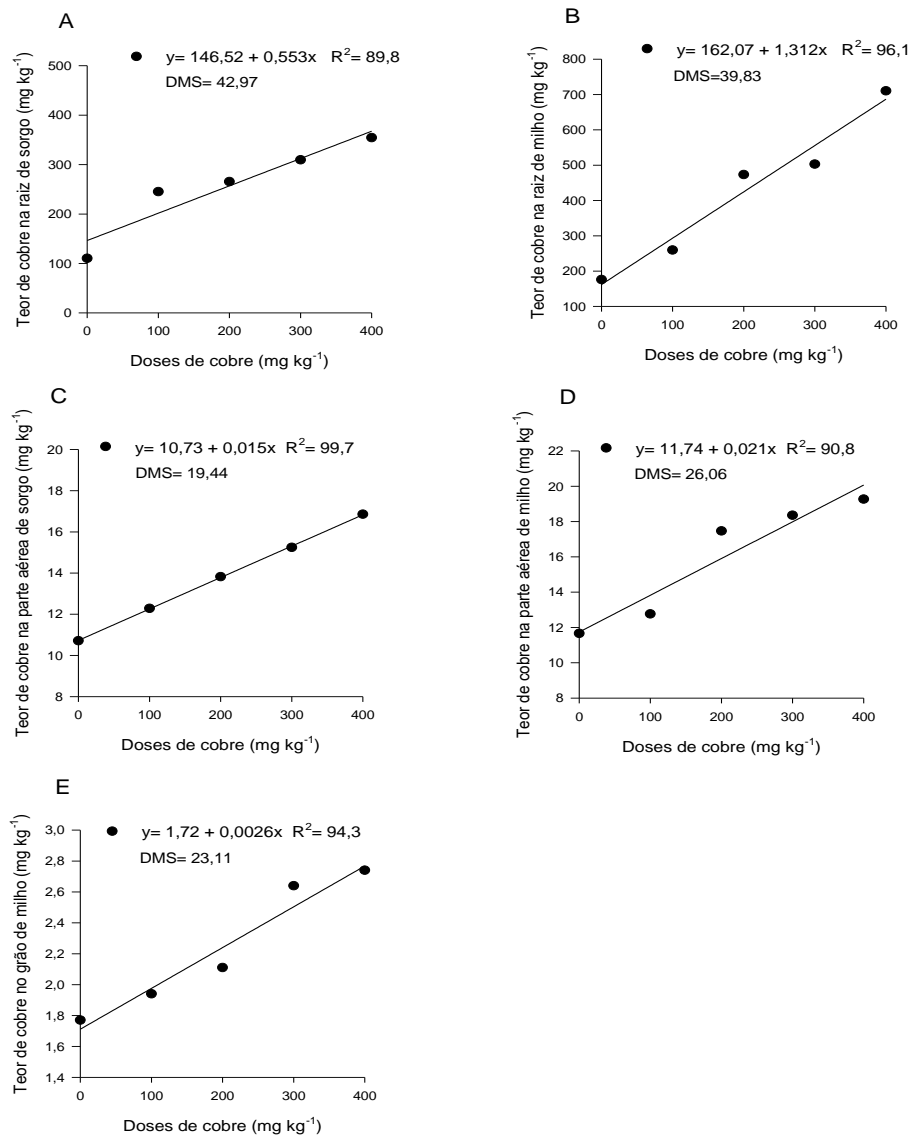 A
y= 146,52 + 0,553x R²= 89,8
DMS= 42,97
Teor de cobre na raiz de sorgo (mg kg⁻¹)
500
400
300
200
100
0
0 100 200 300 400
Doses de cobre (mg kg⁻¹)
B
y= 162,07 + 1,312x R²= 96,1
DMS=39,83
Teor de cobre na raiz de milho (mg kg⁻¹)
800
700
600
500
400
300
200
100
0 100 200 300 400
Doses de cobre (mg kg⁻¹)
C
y= 10,73 + 0,015x R²= 99,7
DMS= 19,44
Teor de cobre na parte aérea de sorgo (mg kg⁻¹)
20
18
16
14
12
10
8
6
0 100 200 300 400
Doses de cobre (mg kg⁻¹)
D
y= 11,74 + 0,021x R²= 90,8
DMS= 26,06
Teor de cobre na parte aérea de milho (mg kg⁻¹)
22
20
18
16
14
12
10
8
0 100 200 300 400
Doses de cobre (mg kg⁻¹)
E
y= 1,72 + 0,0026x R²= 94,3
DMS= 23,11
Teor de cobre no grão de milho (mg kg⁻¹)
3,0
2,8
2,6
2,4
2,2
2,0
1,8
1,6
1,4
0 100 200 300 400
Doses de cobre (mg kg⁻¹)